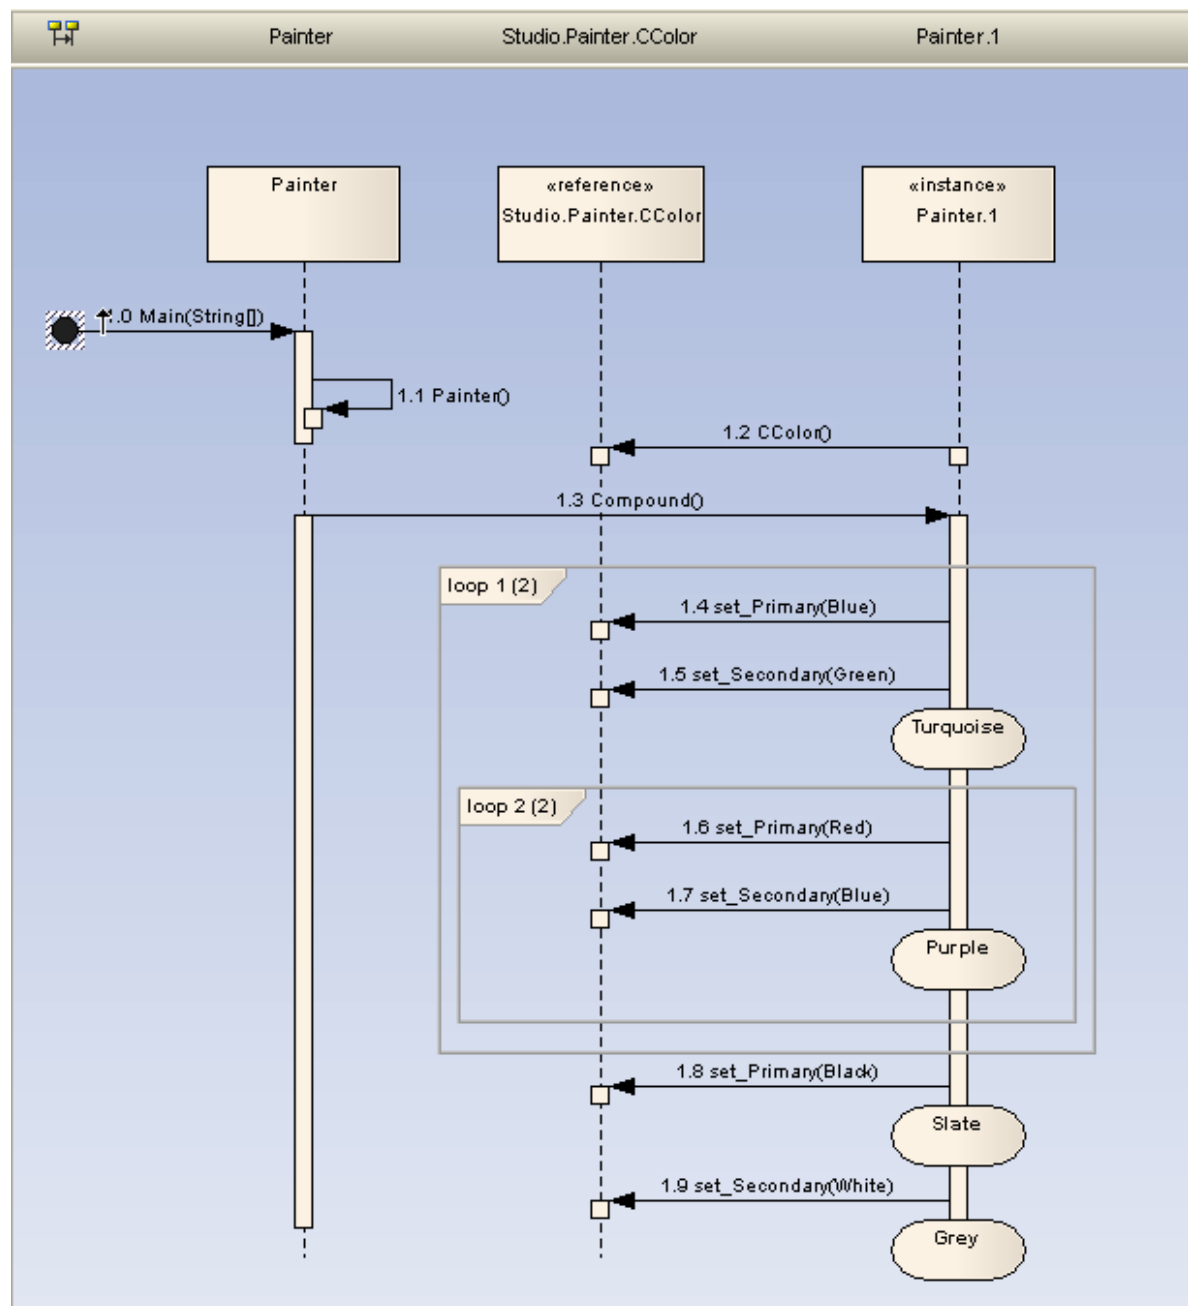 Painter
Studio.Painter.CColor
Painter.1
Painter
«reference»
Studio.Painter.CColor
«instance»
Painter.1
.0 Main(String[])
1.1 Painter()
1.2 CColor()
1.3 Compound()
loop 1 (2)
1.4 set_Primary(Blue)
1.5 set_Secondary(Green)
Turquoise
loop 2 (2)
1.6 set_Primary(Red)
1.7 set_Secondary(Blue)
Purple
1.8 set_Primary(Black)
Slate
1.9 set_Secondary(White)
Grey